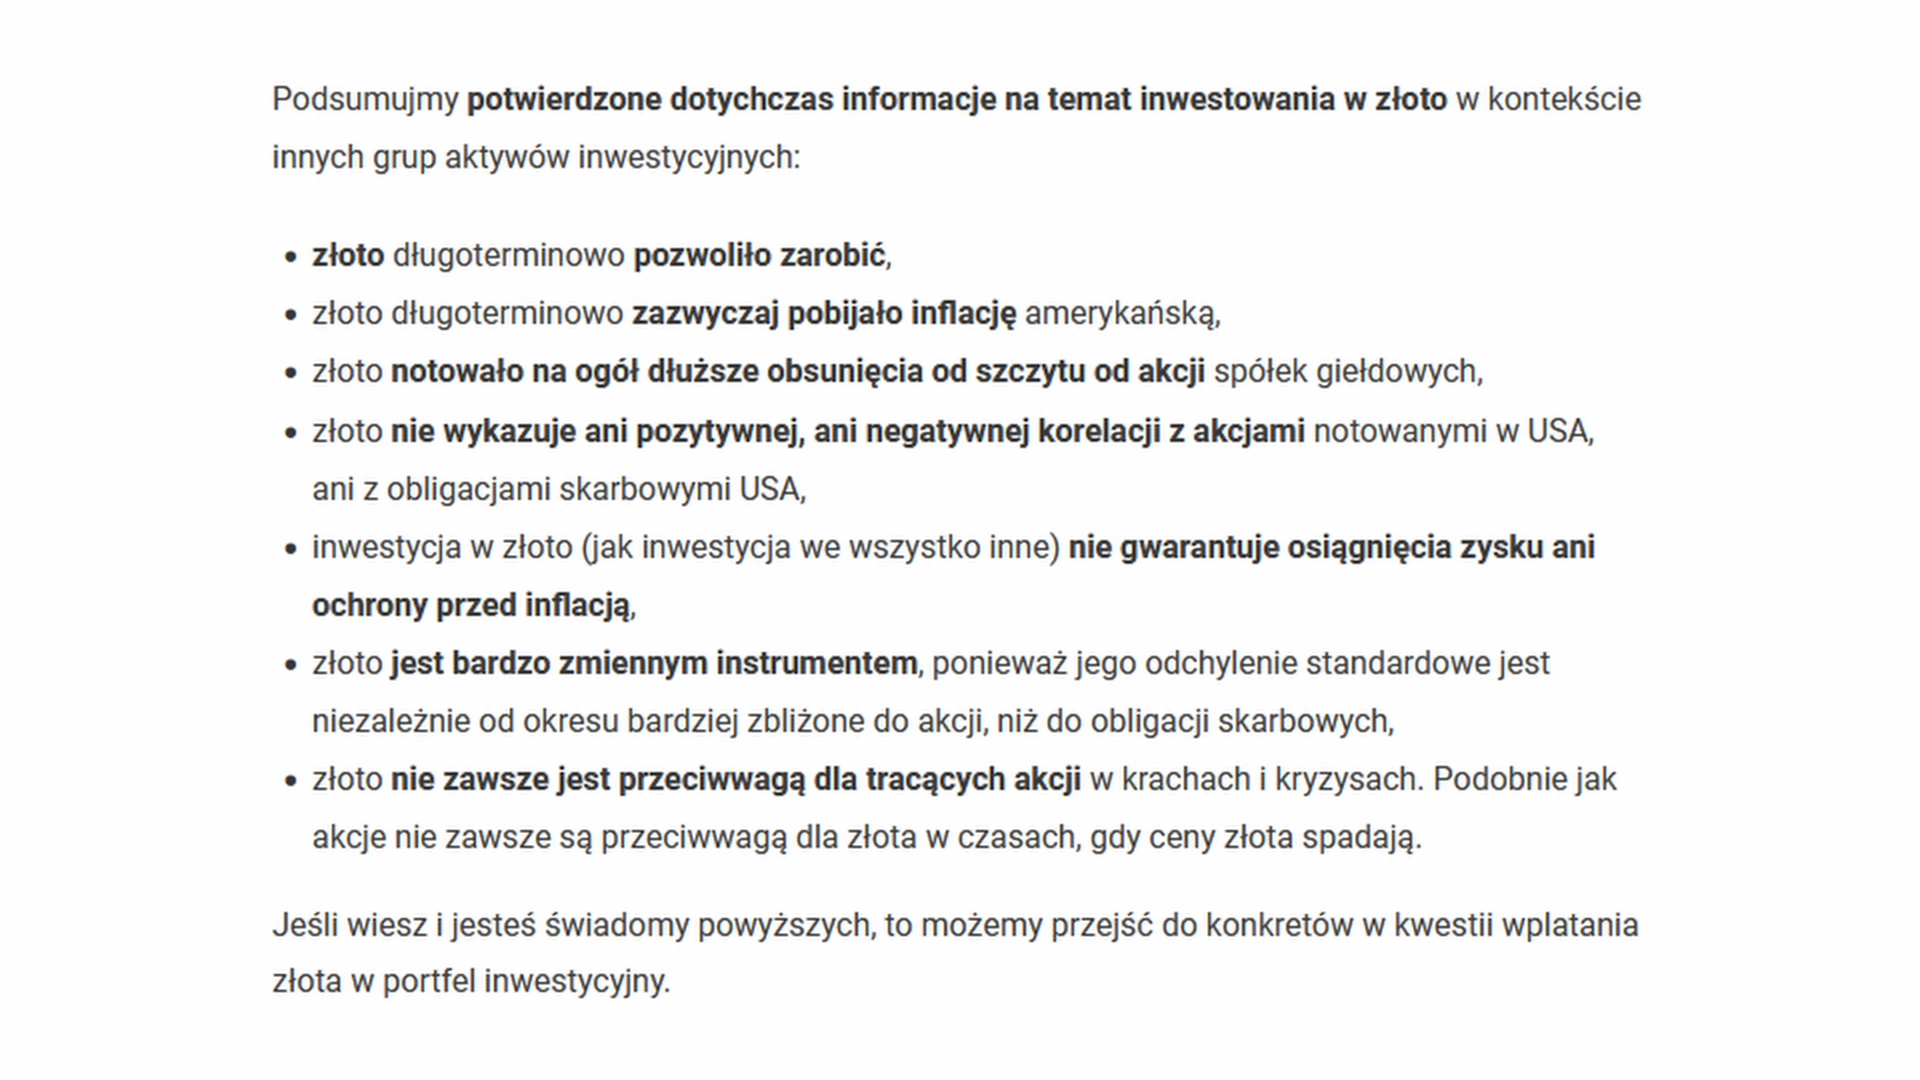 Podsumujmy potwierdzone dotychczas informacje na temat inwestowania w złoto w kontekście
innych grup aktywów inwestycyjnych:
• złoto długoterminowo pozwoliło zarobić,
• złoto długoterminowo zazwyczaj pobijało inflację amerykańską,
• złoto notowało na ogół dłuższe obsunięcia od szczytu od akcji spółek giełdowych,
• złoto nie wykazuje ani pozytywnej, ani negatywnej korelacji z akcjami notowanymi w USA,
ani z obligacjami skarbowymi USA,
• inwestycja w złoto (jak inwestycja we wszystko inne) nie gwarantuje osiągnięcia zysku ani
ochrony przed inflacją,
• złoto jest bardzo zmiennym instrumentem, ponieważ jego odchylenie standardowe jest
niezależnie od okresu bardziej zbliżone do akcji, niż do obligacji skarbowych,
• złoto nie zawsze jest przeciwwagą dla tracących akcji w krachach i kryzysach. Podobnie jak
akcje nie zawsze są przeciwwagą dla złota w czasach, gdy ceny złota spadają.
Jeśli wiesz i jesteś świadomy powyższych, to możemy przejść do konkretów w kwestii wplatania
złota w portfel inwestycyjny.